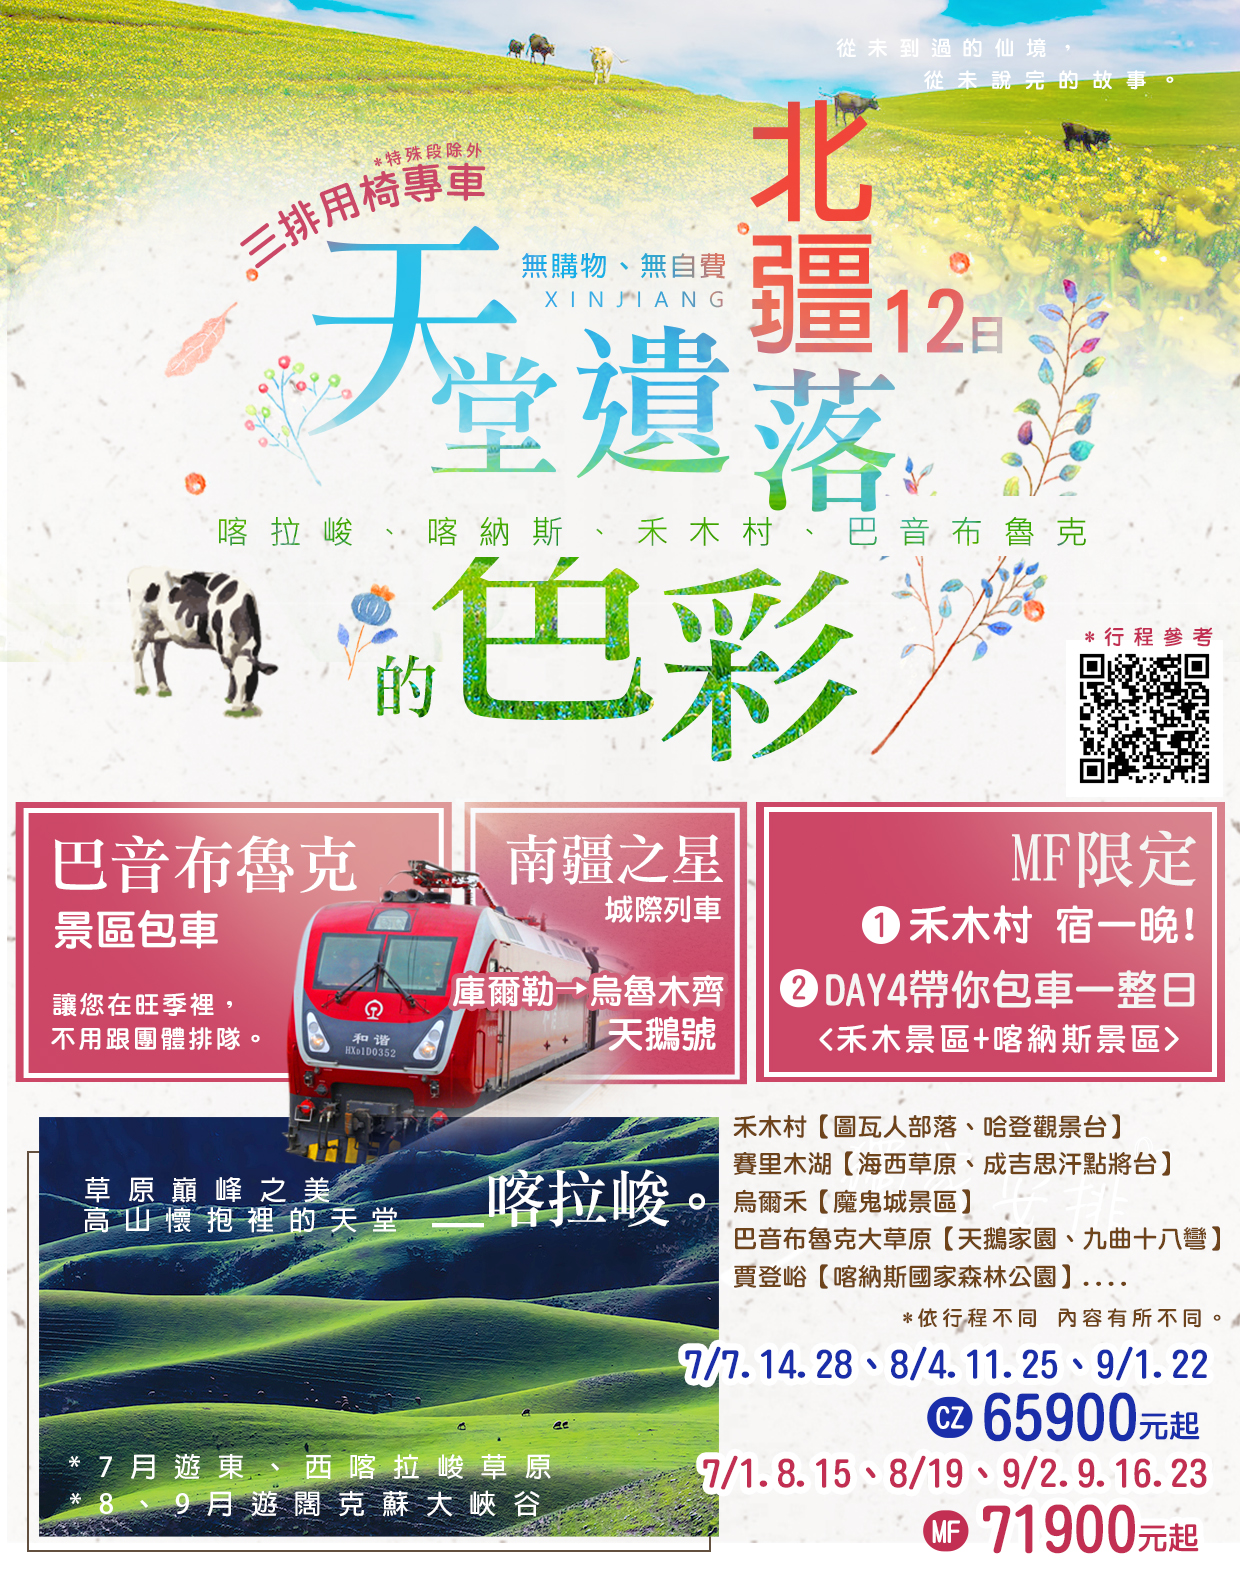 從未到過的仙境，
從未說完的故事。
*特殊段除外
三排用椅專車
北疆12日
無購物、無自費
XINJIANG
天堂遺落
喀拉峻、喀納斯、禾木村、巴音布魯克
的色彩
*行程參考
巴音布魯克
景區包車
讓您在旺季裡，
不用跟團體排隊。
南疆之星
城際列車
庫爾勒→烏魯木齊
天鵝號
和谐
HXD1D0352
MF限定
1 禾木村 宿一晚!
2 DAY4帶你包車一整日
<禾木景區+喀納斯景區>
草原巔峰之美
高山懷抱裡的天堂
喀拉峻。
*7月遊東、西喀拉峻草原
*8、9月遊闊克蘇大峽谷
禾木村【圖瓦人部落、哈登觀景台】
賽里木湖【海西草原、成吉思汗點將台】
烏爾禾【魔鬼城景區】
巴音布魯克大草原【天鵝家園、九曲十八彎】
賈登峪【喀納斯國家森林公園】....
*依行程不同 內容有所不同。
7/7.14.28、8/4.11.25、9/1.22
CZ 65900元起
7/1.8.15、8/19、9/2.9.16.23
MF 71900元起